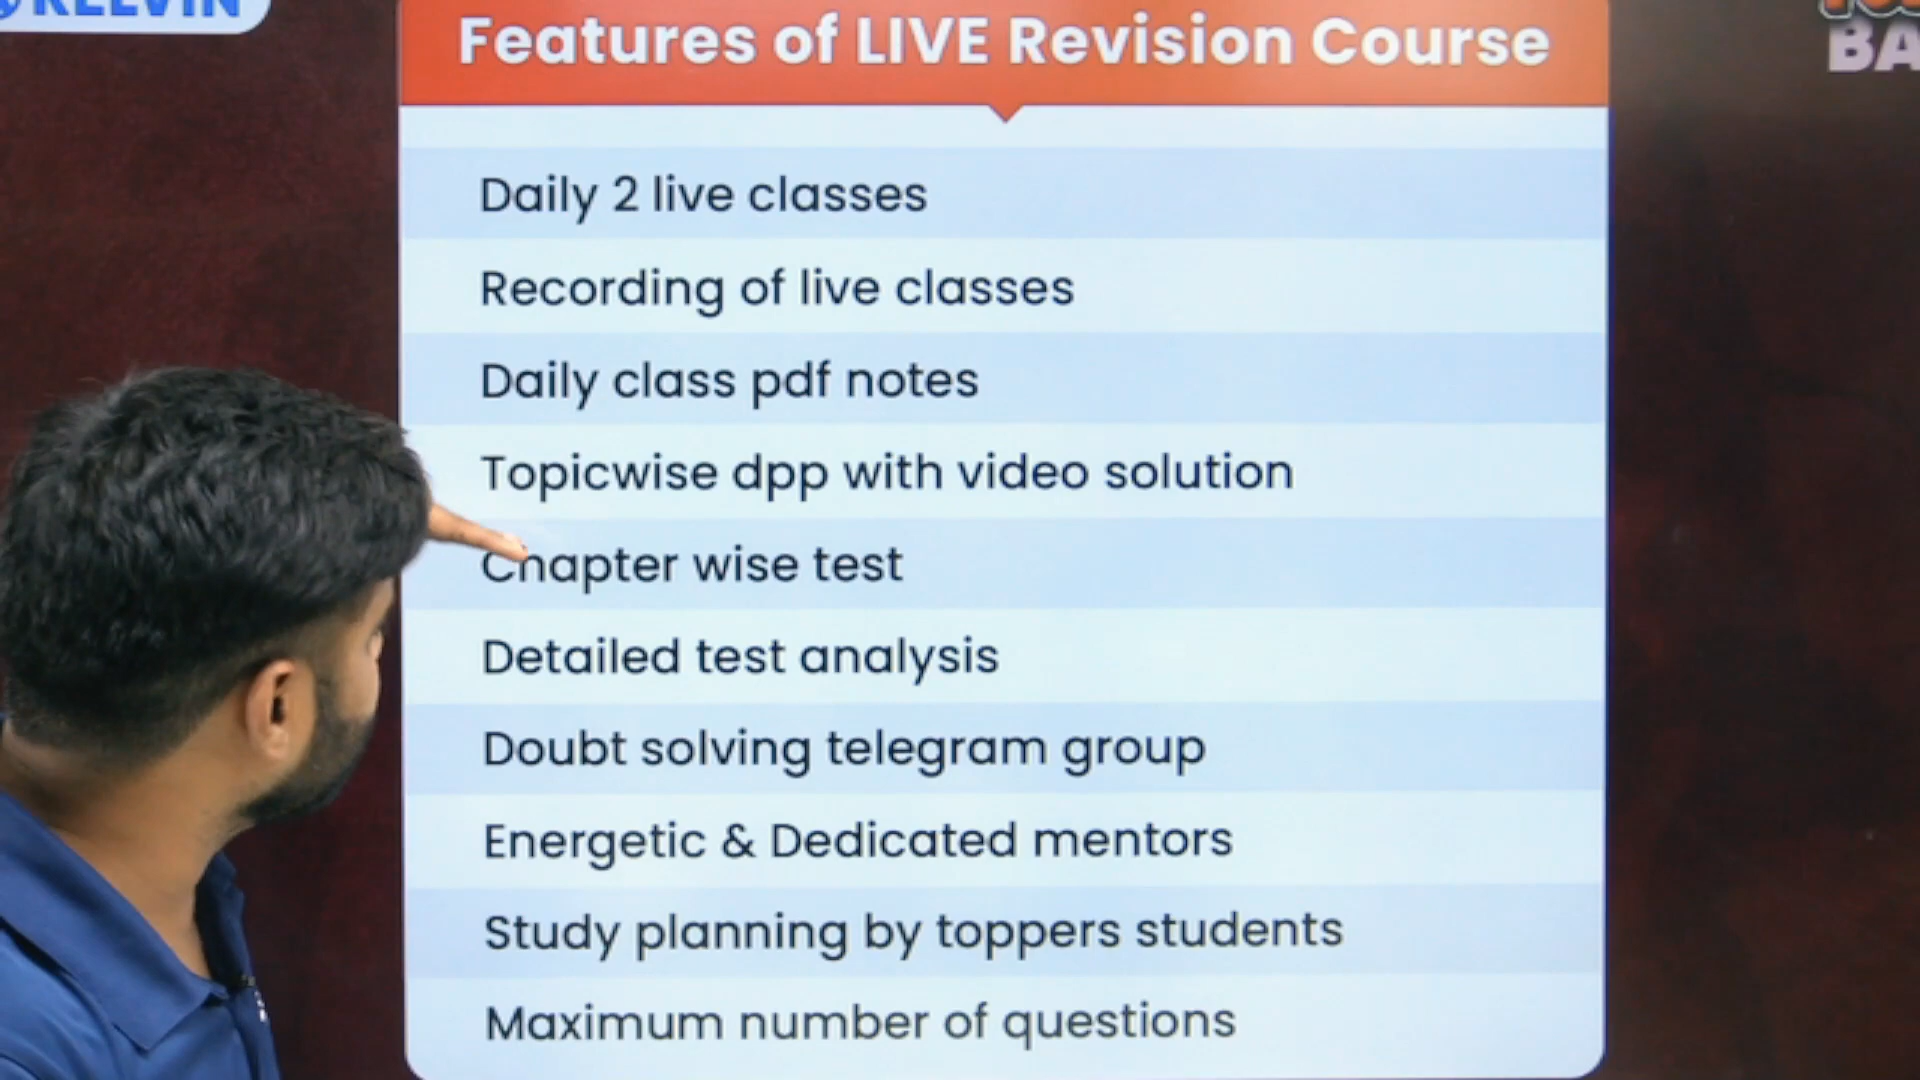 KELVIN
Features of LIVE Revision Course
BA
Daily 2 live classes
Recording of live classes
Daily class pdf notes
Topicwise dpp with video solution
Chapter wise test
Detailed test analysis
Doubt solving telegram group
Energetic & Dedicated mentors
Study planning by toppers students
Maximum number of questions